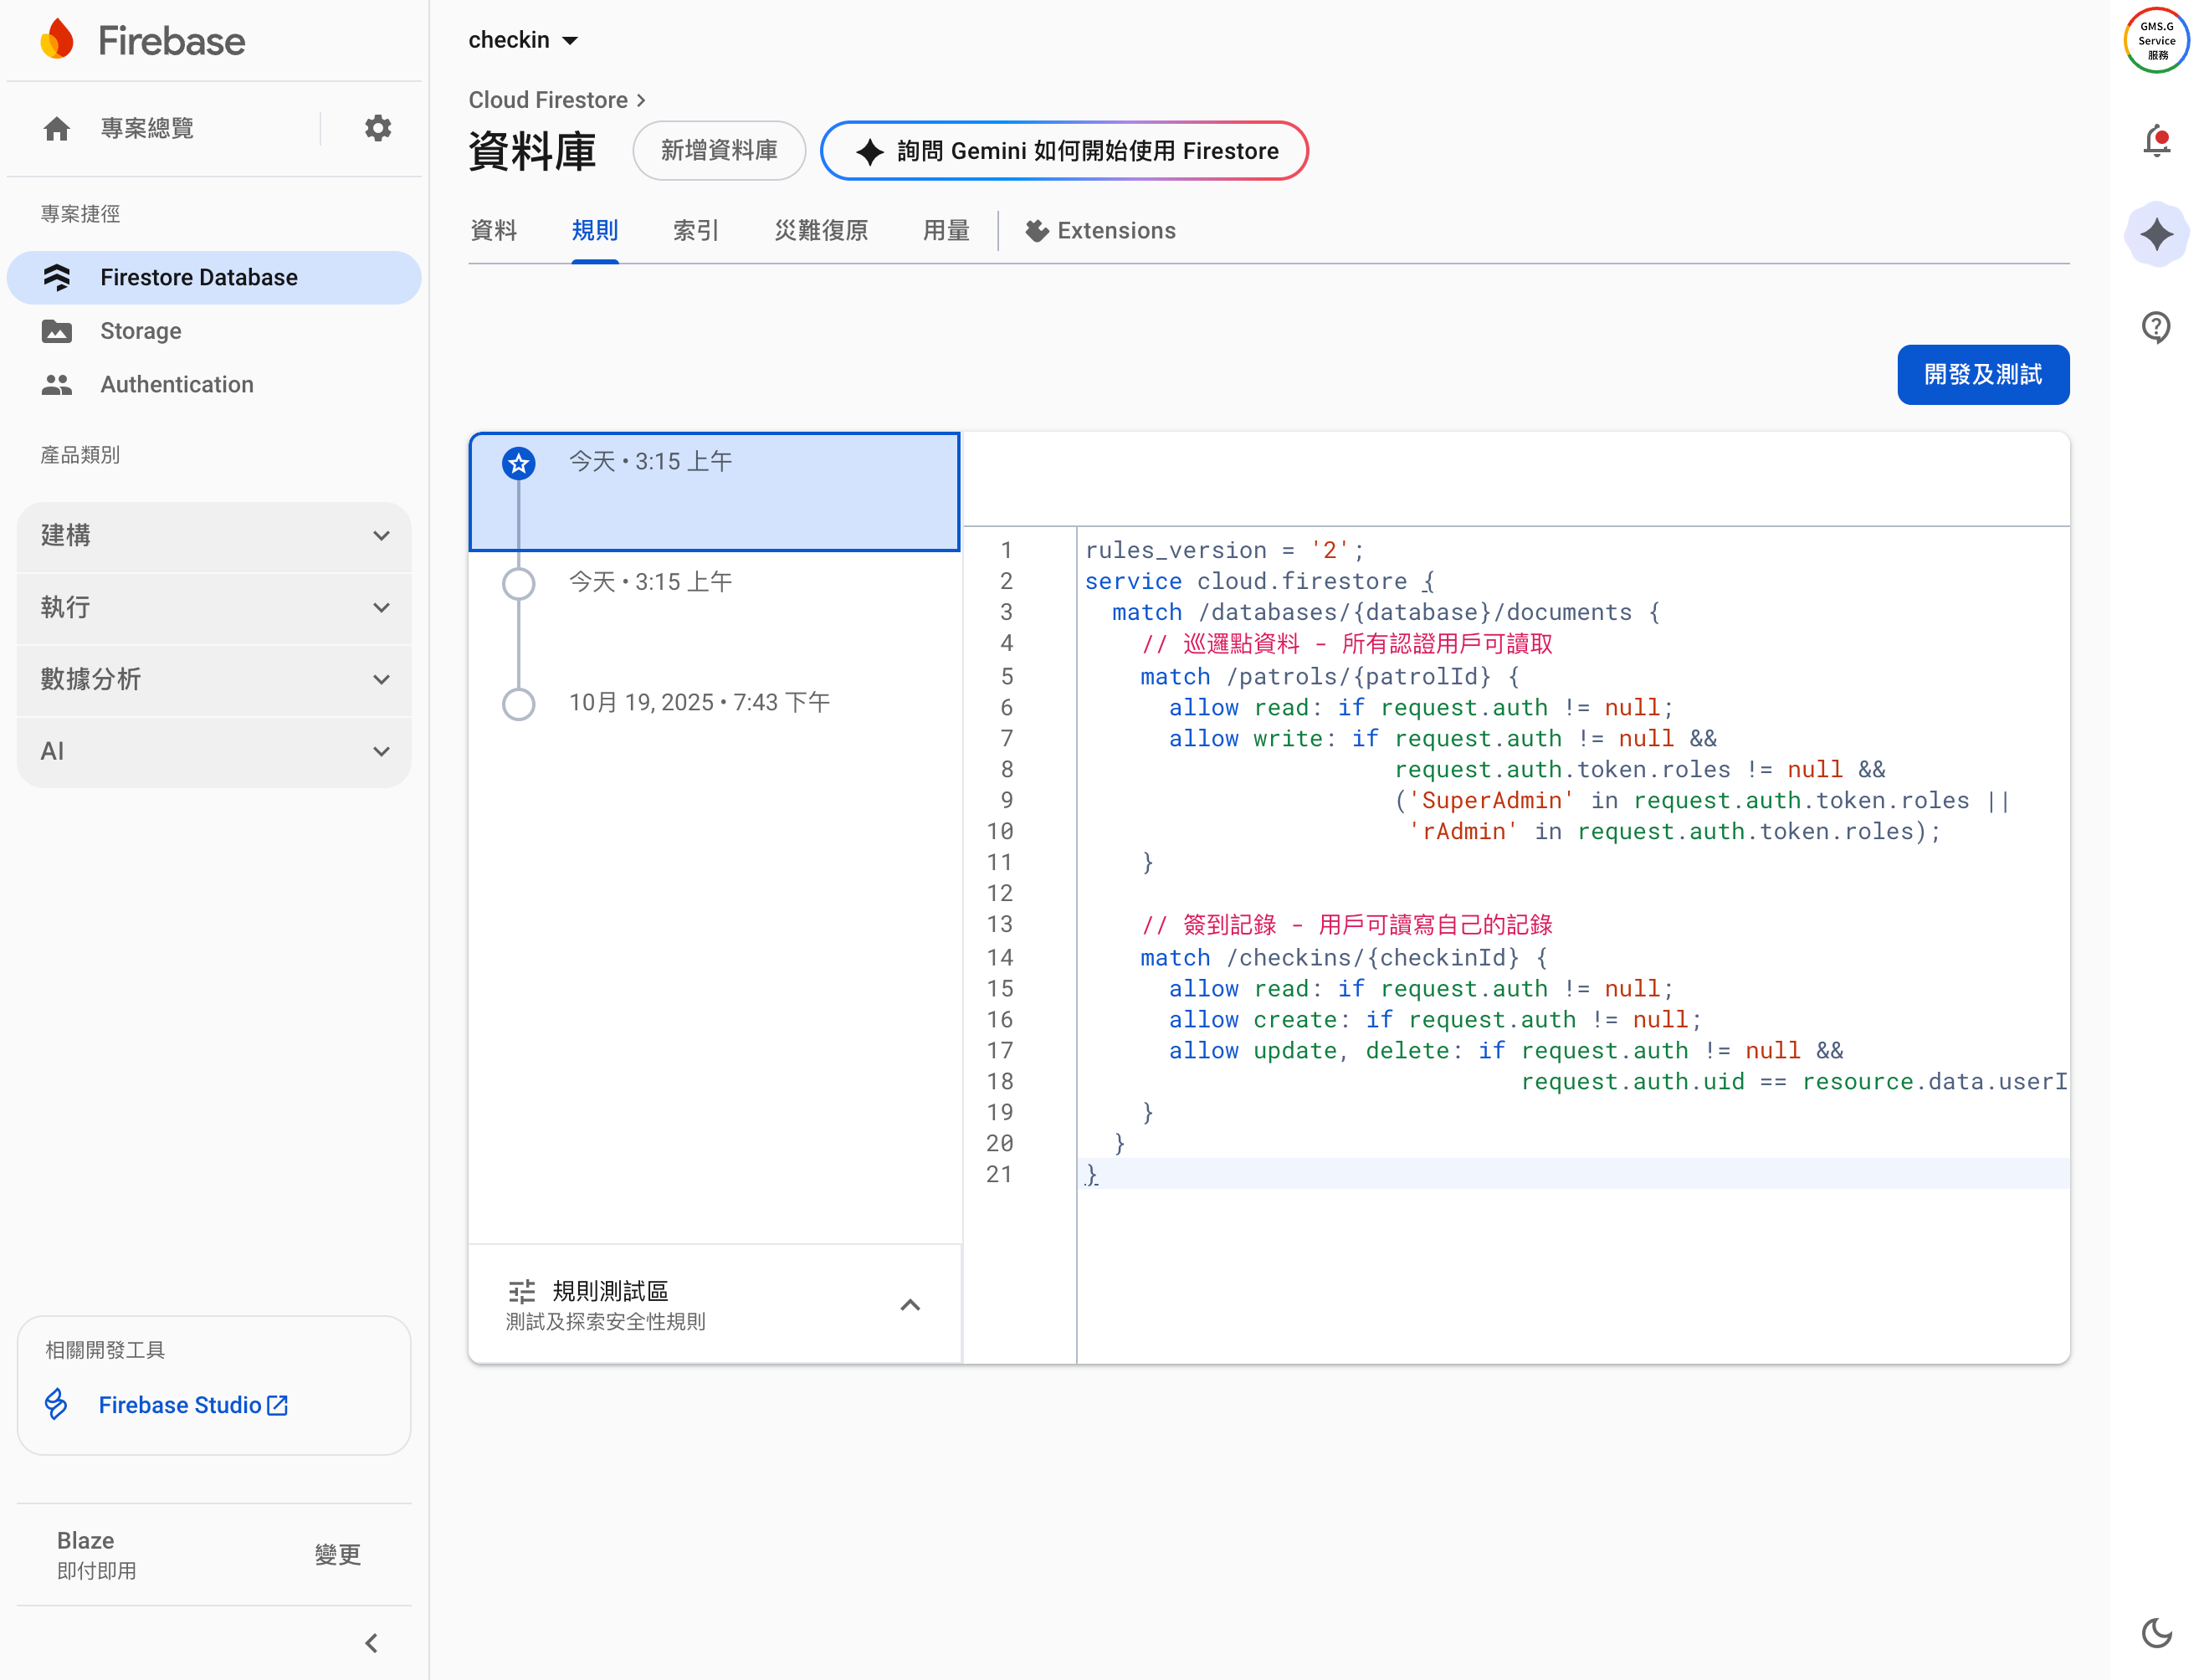 Firebase
專案總覽
專案捷徑
Firestore Database
Storage
Authentication
產品類別
建構
執行
數據分析
AI
相關開發工具
Firebase Studio
Blaze
即付即用
變更
checkin
Cloud Firestore
資料庫
新增資料庫
詢問 Gemini 如何開始使用 Firestore
資料
規則
索引
災難復原
用量
Extensions
開發及測試
今天 • 3:15 上午
今天 • 3:15 上午
10月 19, 2025 • 7:43 下午
規則測試區
測試及探索安全性規則
1 rules_version = '2';
2 service cloud.firestore {
3   match /databases/{database}/documents {
4     // 巡邏點資料 - 所有認證用戶可讀取
5     match /patrols/{patrolId} {
6       allow read: if request.auth != null;
7       allow write: if request.auth != null &&
8                       request.auth.token.roles != null &&
9                       ('SuperAdmin' in request.auth.token.roles ||
10                       'rAdmin' in request.auth.token.roles);
11     }
12
13     // 簽到記錄 - 用戶可讀寫自己的記錄
14     match /checkins/{checkinId} {
15       allow read: if request.auth != null;
16       allow create: if request.auth != null;
17       allow update, delete: if request.auth != null &&
18                                request.auth.uid == resource.data.userI
19     }
20   }
21 }
GMS.G
Service
服務